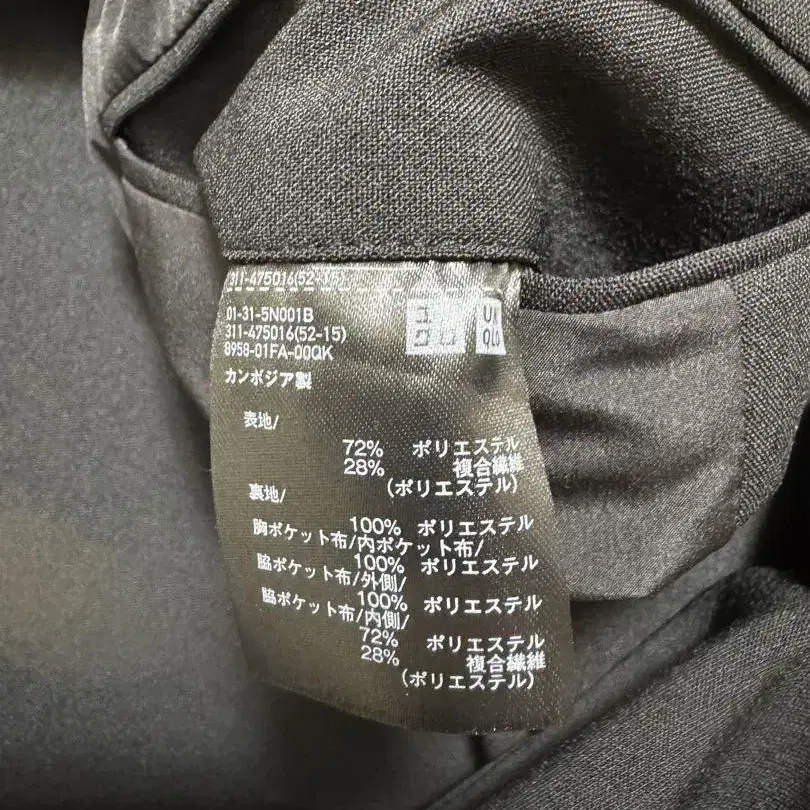 311-475016(52-15)
01-31-5N001B
311-475016(52-15)
8958-01FA-00QK
ユ
クロ
UN
QLO
カンボジア製
表地/
72% ポリエステル
28% 複合繊維
(ポリエステル)
裏地/
100% ポリエステル
胸ポケット布/内ポケット布/
100% ポリエステル
脇ポケット布/外側/
100% ポリエステル
脇ポケット布/内側/
72% ポリエステル
28% 複合繊維
(ポリエステル)